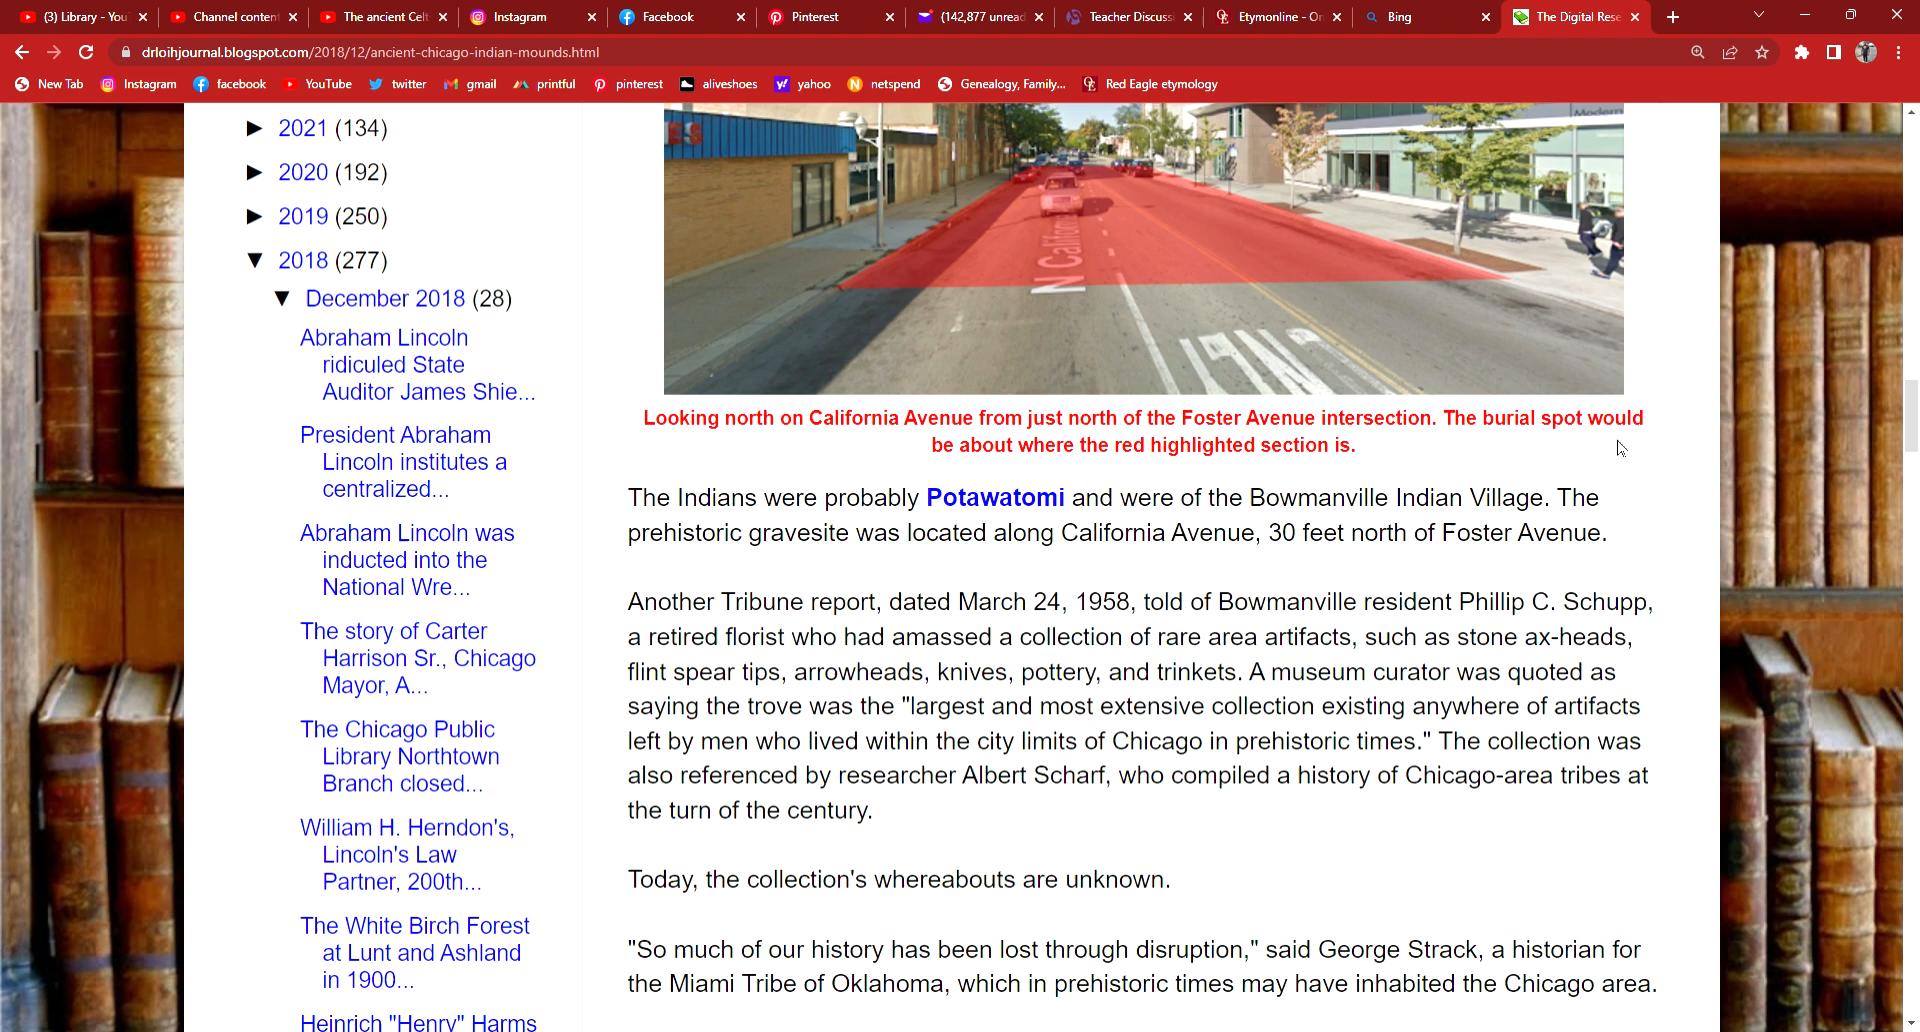 (3) Library - You
Channel conten
The ancient Celt
Instagram
Facebook
Pinterest
(142,877 unread
Teacher Discuss
Etymonline - On
Bing
The Digital Rese
drloihjournal.blogspot.com/2018/12/ancient-chicago-indian-mounds.html
New Tab
Instagram
facebook
YouTube
twitter
gmail
printful
pinterest
aliveshoes
yahoo
netspend
Genealogy, Family...
Red Eagle etymology
► 2021 (134)
► 2020 (192)
► 2019 (250)
▼ 2018 (277)
▼ December 2018 (28)
Abraham Lincoln
ridiculed State
Auditor James Shie...
President Abraham
Lincoln institutes a
centralized...
Abraham Lincoln was
inducted into the
National Wre...
The story of Carter
Harrison Sr., Chicago
Mayor, A...
The Chicago Public
Library Northtown
Branch closed...
William H. Herndon's,
Lincoln's Law
Partner, 200th...
The White Birch Forest
at Lunt and Ashland
in 1900...
Heinrich "Henry" Harms
ES
Modern
N Califor
Looking north on California Avenue from just north of the Foster Avenue intersection. The burial spot would
be about where the red highlighted section is.
The Indians were probably Potawatomi and were of the Bowmanville Indian Village. The
prehistoric gravesite was located along California Avenue, 30 feet north of Foster Avenue.
Another Tribune report, dated March 24, 1958, told of Bowmanville resident Phillip C. Schupp,
a retired florist who had amassed a collection of rare area artifacts, such as stone ax-heads,
flint spear tips, arrowheads, knives, pottery, and trinkets. A museum curator was quoted as
saying the trove was the "largest and most extensive collection existing anywhere of artifacts
left by men who lived within the city limits of Chicago in prehistoric times." The collection was
also referenced by researcher Albert Scharf, who compiled a history of Chicago-area tribes at
the turn of the century.
Today, the collection's whereabouts are unknown.
"So much of our history has been lost through disruption," said George Strack, a historian for
the Miami Tribe of Oklahoma, which in prehistoric times may have inhabited the Chicago area.